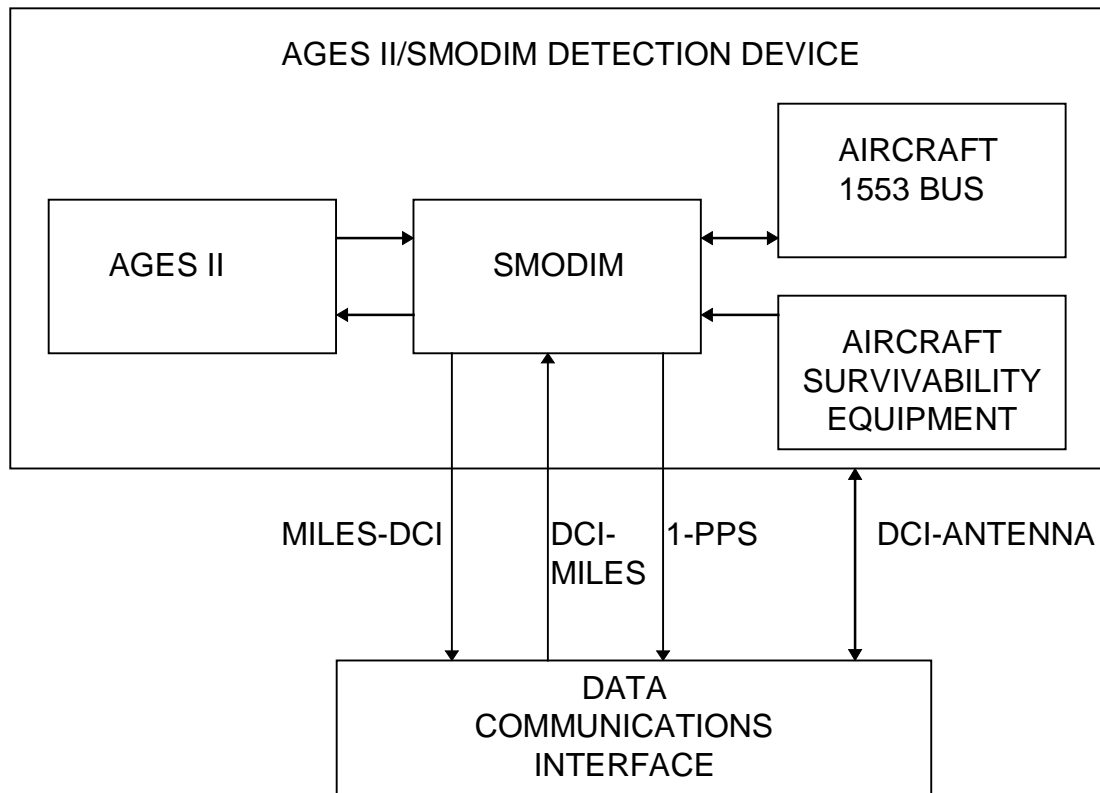 AGES II/SMODIM DETECTION DEVICE
AIRCRAFT
1553 BUS
AGES II
SMODIM
AIRCRAFT
SURVIVABILITY
EQUIPMENT
MILES-DCI
DCI-
MILES
1-PPS
DCI-ANTENNA
DATA
COMMUNICATIONS
INTERFACE